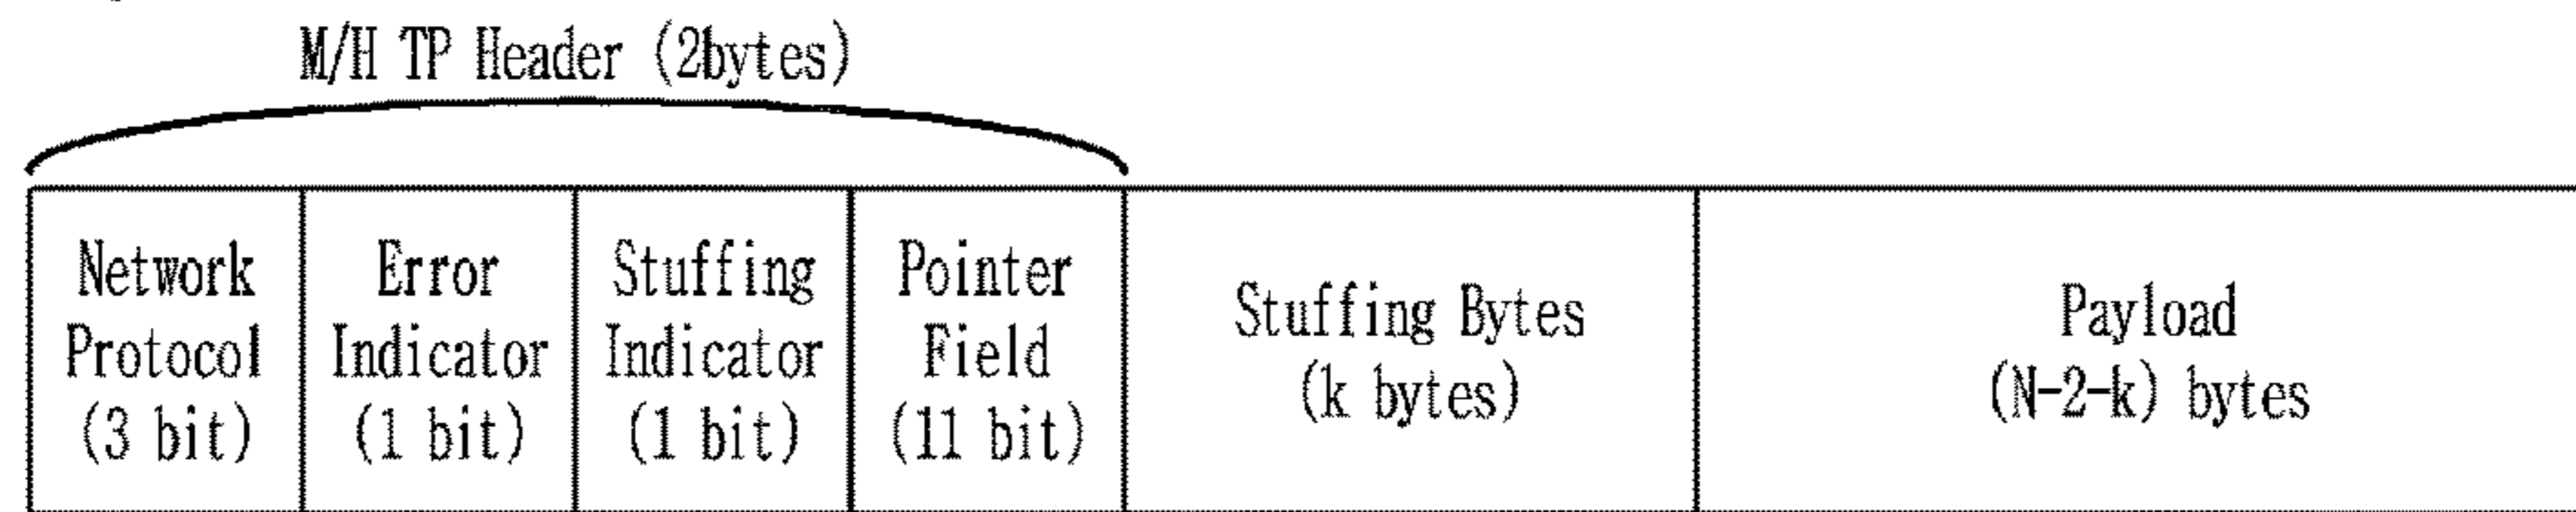 M/H TP Header (2bytes)
Network
Protocol
(3 bit)
Error
Indicator
(1 bit)
Stuffing
Indicator
(1 bit)
Pointer
Field
(11 bit)
Stuffing Bytes
(k bytes)
Payload
(N-2-k) bytes